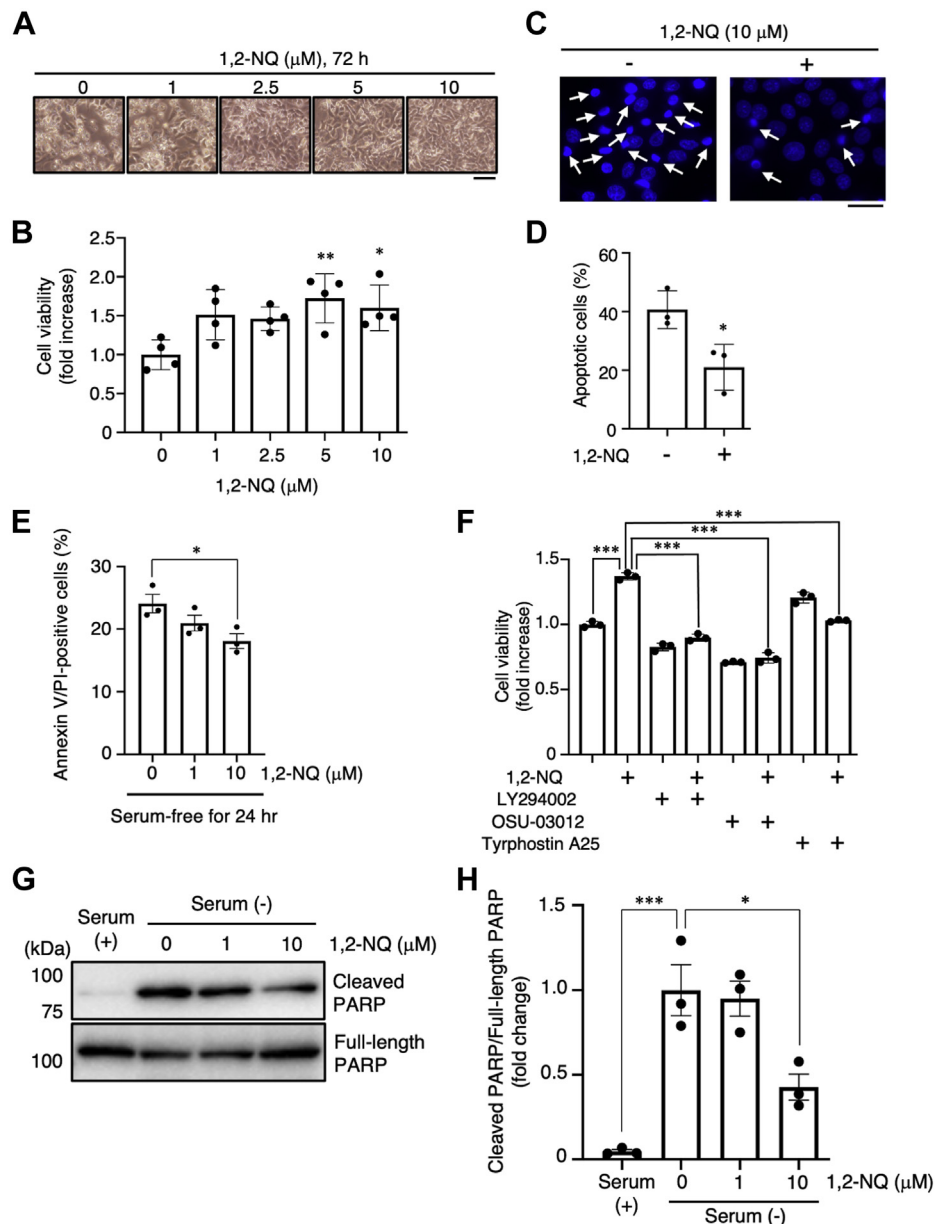 A
1,2-NQ (μM), 72 h
0 1 2.5 5 10
B
Cell viability
(fold increase)
2.5
2.0
1.5
1.0
0.5
0
** *
0 1 2.5 5 10
1,2-NQ (μM)
C
1,2-NQ (10 μM)
- +
D
Apoptotic cells (%)
60
40
20
0
*
1,2-NQ - +
E
Annexin V/PI-positive cells (%)
30
20
10
0
*
0 1 10 1,2-NQ (μM)
Serum-free for 24 hr
F
Cell viability
(fold increase)
1.5
1.0
0.5
0
*** *** *** ***
1,2-NQ + + + +
LY294002 + +
OSU-03012 + +
Tyrphostin A25 + +
G
Serum
(+)
Serum (-)
0 1 10 1,2-NQ (μM)
(kDa)
100
75
Cleaved
PARP
100
Full-length
PARP
H
Cleaved PARP/Full-length PARP
(fold change)
1.5
1.0
0.5
0
*** *
Serum
(+)
0 1 10 1,2-NQ (μM)
Serum (-)